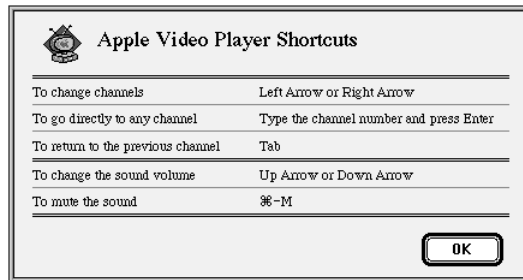 Apple Video Player Shortcuts
To change channels Left Arrow or Right Arrow
To go directly to any channel Type the channel number and press Enter
To return to the previous channel Tab
To change the sound volume Up Arrow or Down Arrow
To mute the sound ⌘-M
OK